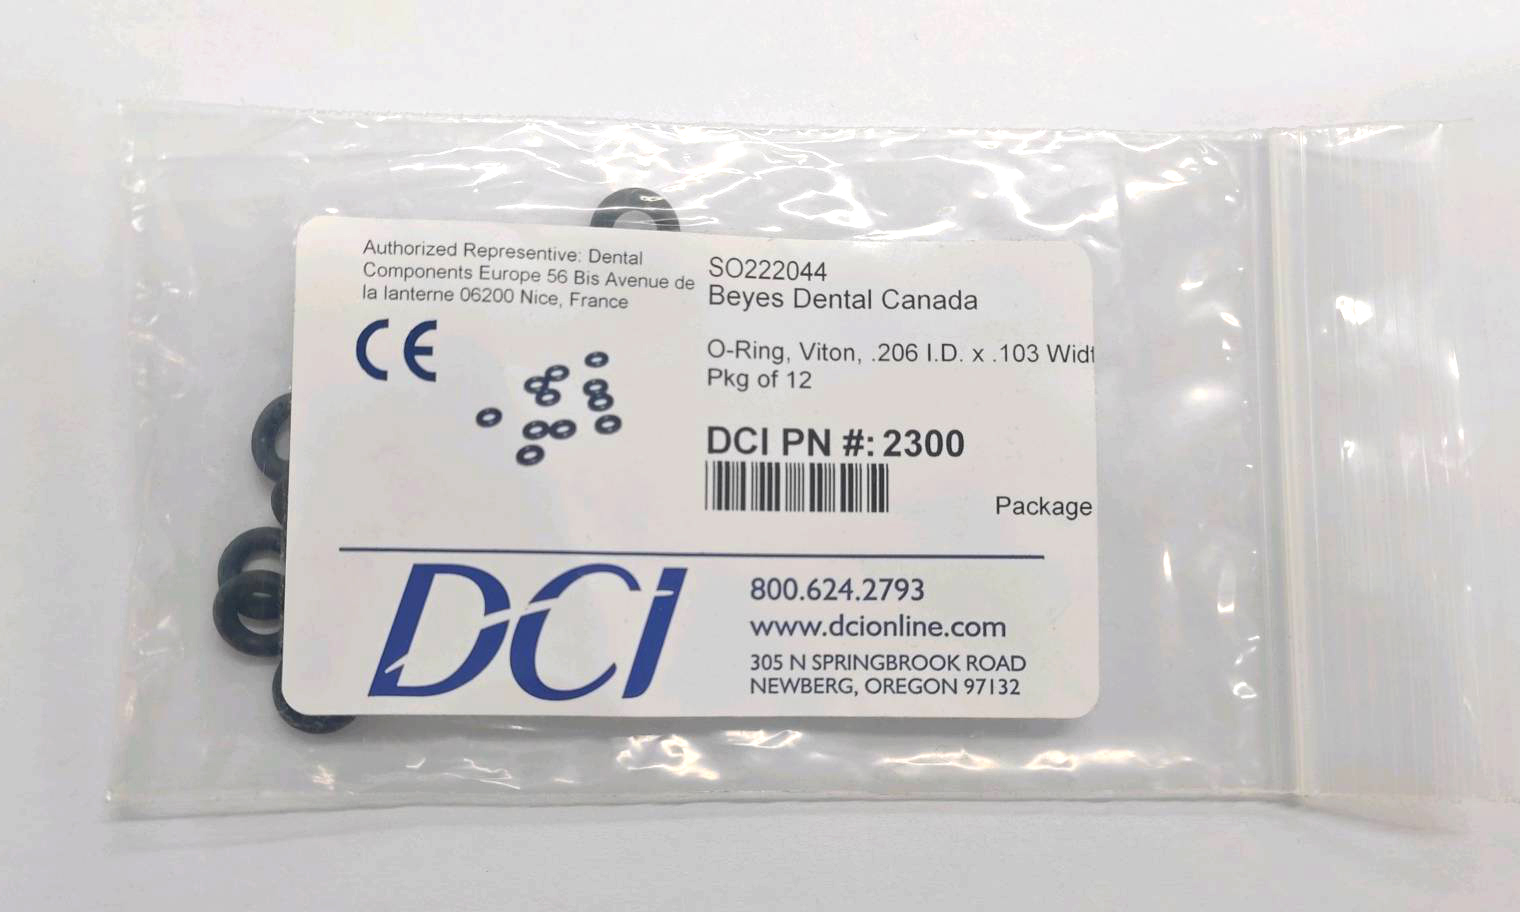 Authorized Representive: Dental
Components Europe 56 Bis Avenue de
la lanterne 06200 Nice, France
CE
SO222044
Beyes Dental Canada
O-Ring, Viton, .206 I.D. x .103 Widt
Pkg of 12
DCI PN #: 2300
Package
DCI
800.624.2793
www.dcionline.com
305 N SPRINGBROOK ROAD
NEWBERG, OREGON 97132